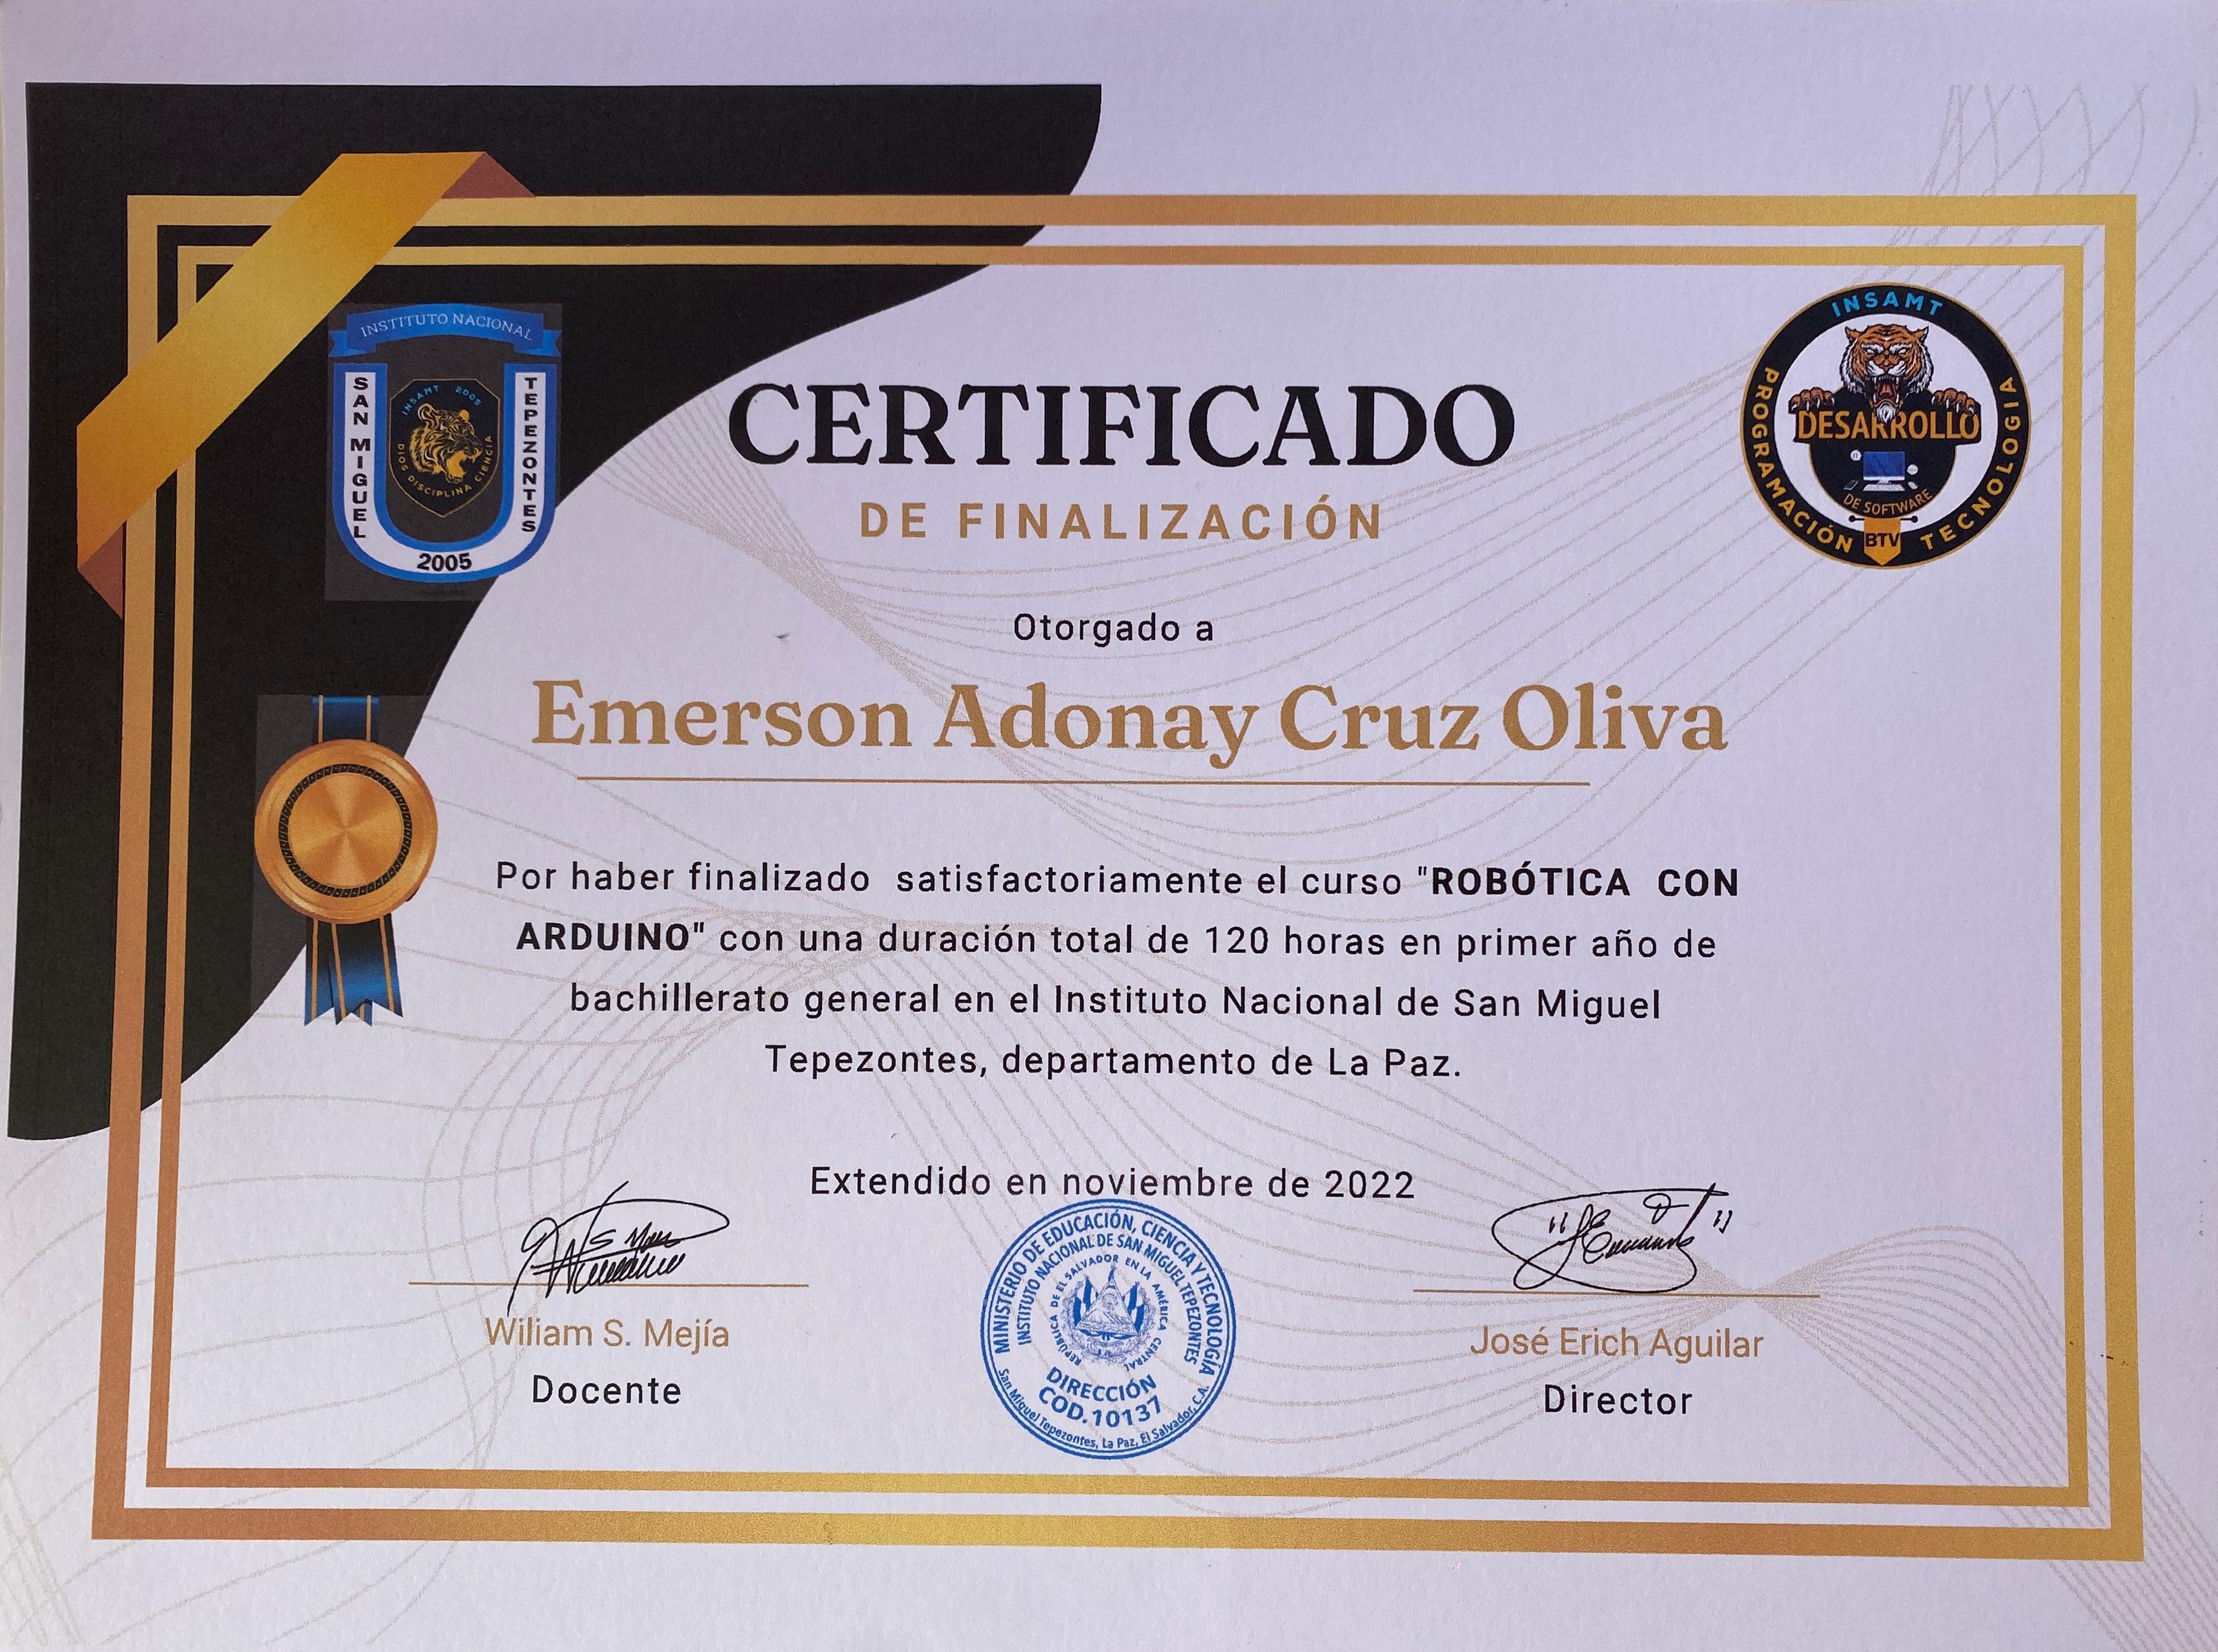 INSTITUTO NACIONAL
SAN MIGUEL
TEPEZONTES
INSAMT 2005
DIOS DISCIPLINA CIENCIA
2005
INSAMT
PROGRAMACIÓN
TECNOLOGIA
DESARROLLO
DE SOFTWARE
BTV
CERTIFICADO
DE FINALIZACIÓN
Otorgado a
Emerson Adonay Cruz Oliva
Por haber finalizado satisfactoriamente el curso "ROBÓTICA CON
ARDUINO" con una duración total de 120 horas en primer año de
bachillerato general en el Instituto Nacional de San Miguel
Tepezontes, departamento de La Paz.
Extendido en noviembre de 2022
Wiliam S. Mejía
Docente
MINISTERIO DE EDUCACIÓN, CIENCIA Y TECNOLOGÍA
INSTITUTO NACIONAL DE SAN MIGUEL TEPEZONTES
REPÚBLICA DE EL SALVADOR EN LA AMÉRICA CENTRAL
DIRECCIÓN
COD.10137
San Miguel Tepezontes, La Paz, El Salvador, C.A.
José Erich Aguilar
Director